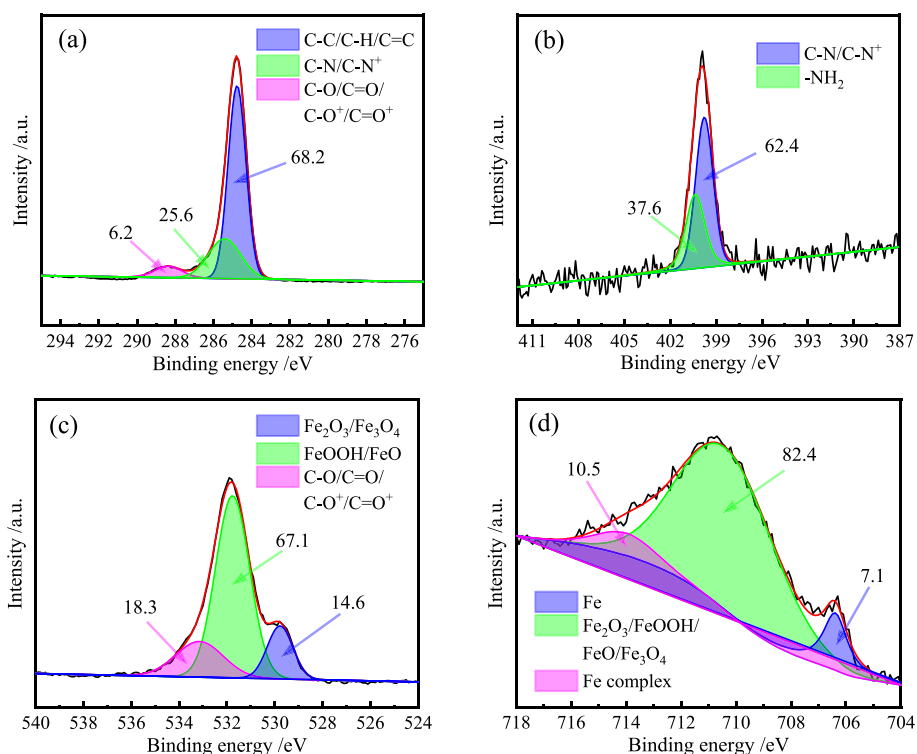 (a)
C-C/C-H/C=C
C-N/C-N⁺
C-O/C=O/
C-O⁺/C=O⁺
68.2
25.6
6.2
Intensity /a.u.
294 292 290 288 286 284 282 280 278 276
Binding energy /eV
(b)
C-N/C-N⁺
-NH₂
62.4
37.6
Intensity /a.u.
411 408 405 402 399 396 393 390 387
Binding energy /eV
(c)
Fe₂O₃/Fe₃O₄
FeOOH/FeO
C-O/C=O/
C-O⁺/C=O⁺
67.1
18.3
14.6
Intensity /a.u.
540 538 536 534 532 530 528 526 524
Binding energy /eV
(d)
82.4
10.5
7.1
Fe
Fe₂O₃/FeOOH/
FeO/Fe₃O₄
Fe complex
Intensity /a.u.
718 716 714 712 710 708 706 704
Binding energy /eV